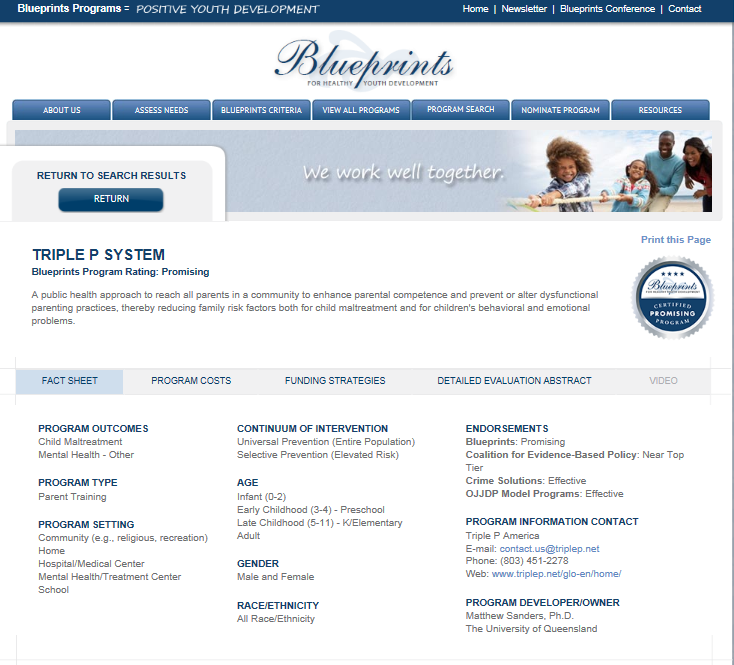 Blueprints Programs = POSITIVE YOUTH DEVELOPMENT
Home | Newsletter | Blueprints Conference | Contact
Blueprints
FOR HEALTHY YOUTH DEVELOPMENT
ABOUT US
ASSESS NEEDS
BLUEPRINTS CRITERIA
VIEW ALL PROGRAMS
PROGRAM SEARCH
NOMINATE PROGRAM
RESOURCES
RETURN TO SEARCH RESULTS
RETURN
We work well together.
Print this Page
TRIPLE P SYSTEM
Blueprints Program Rating: Promising
A public health approach to reach all parents in a community to enhance parental competence and prevent or alter dysfunctional
parenting practices, thereby reducing family risk factors both for child maltreatment and for children's behavioral and emotional
problems.
Blueprints
FOR HEALTHY YOUTH DEVELOPMENT
CERTIFIED
PROMISING
PROGRAM
FACT SHEET
PROGRAM COSTS
FUNDING STRATEGIES
DETAILED EVALUATION ABSTRACT
VIDEO
PROGRAM OUTCOMES
Child Maltreatment
Mental Health - Other
PROGRAM TYPE
Parent Training
PROGRAM SETTING
Community (e.g., religious, recreation)
Home
Hospital/Medical Center
Mental Health/Treatment Center
School
CONTINUUM OF INTERVENTION
Universal Prevention (Entire Population)
Selective Prevention (Elevated Risk)
AGE
Infant (0-2)
Early Childhood (3-4) - Preschool
Late Childhood (5-11) - K/Elementary
Adult
GENDER
Male and Female
RACE/ETHNICITY
All Race/Ethnicity
ENDORSEMENTS
Blueprints: Promising
Coalition for Evidence-Based Policy: Near Top
Tier
Crime Solutions: Effective
OJJDP Model Programs: Effective
PROGRAM INFORMATION CONTACT
Triple P America
E-mail: contact.us@triplep.net
Phone: (803) 451-2278
Web: www.triplep.net/glo-en/home/
PROGRAM DEVELOPER/OWNER
Matthew Sanders, Ph.D.
The University of Queensland